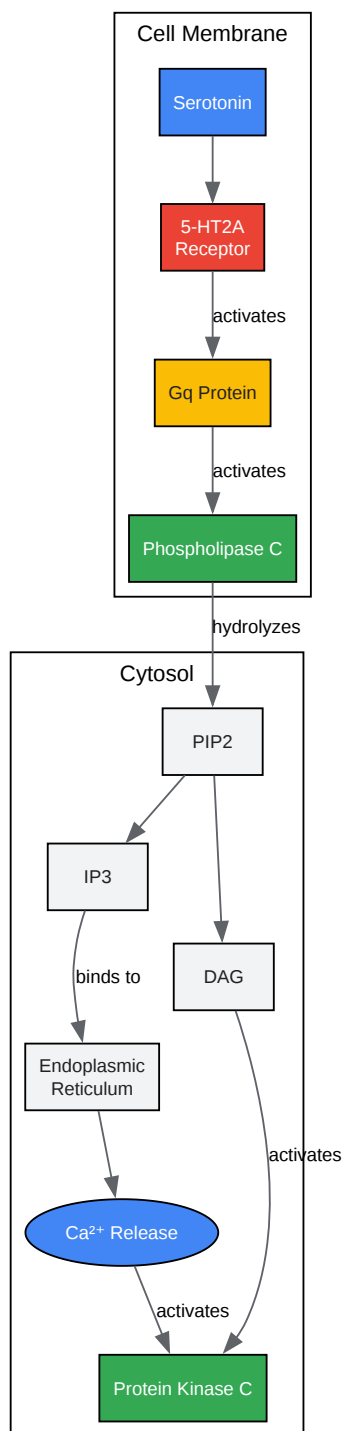 Cell Membrane
Serotonin
5-HT2A
Receptor
activates
Gq Protein
activates
Phospholipase C
hydrolyzes
Cytosol
PIP2
IP3
binds to
DAG
Endoplasmic
Reticulum
activates
Ca²⁺ Release
activates
Protein Kinase C